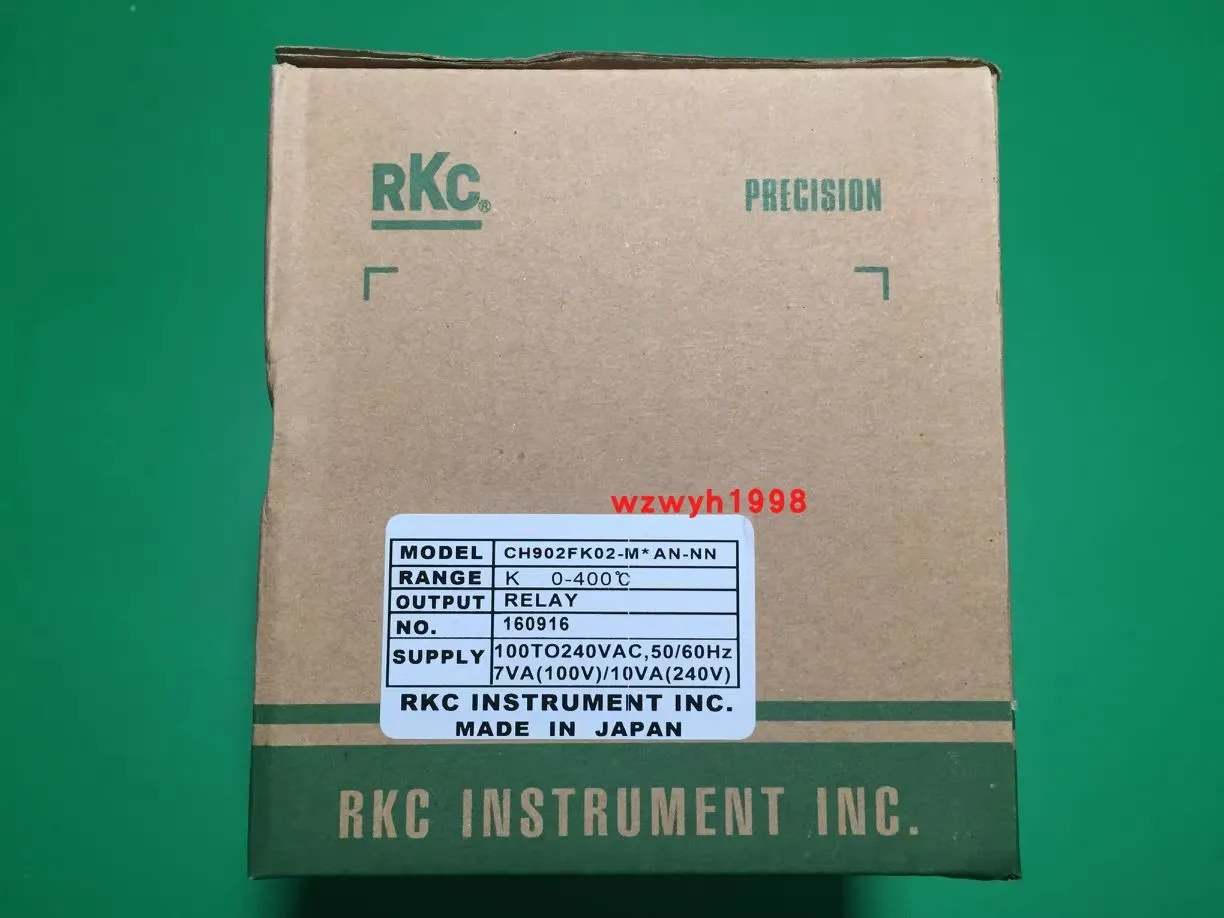 RKC®
PRECISION
wzwyh1998
MODEL CH902FK02-M*AN-NN
RANGE K 0-400℃
OUTPUT RELAY
NO. 160916
SUPPLY 100TO240VAC,50/60Hz
7VA(100V)/10VA(240V)
RKC INSTRUMENT INC.
MADE IN JAPAN
RKC INSTRUMENT INC.